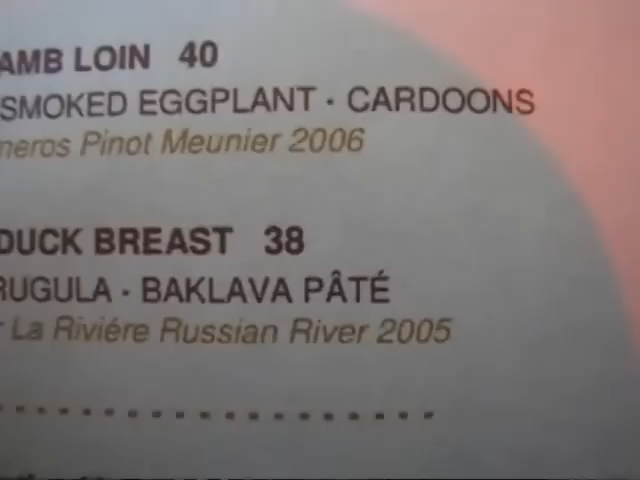 AMB LOIN 40
SMOKED EGGPLANT · CARDOONS
neros Pinot Meunier 2006
DUCK BREAST 38
RUGULA · BAKLAVA PÂTÉ
La Riviére Russian River 2005